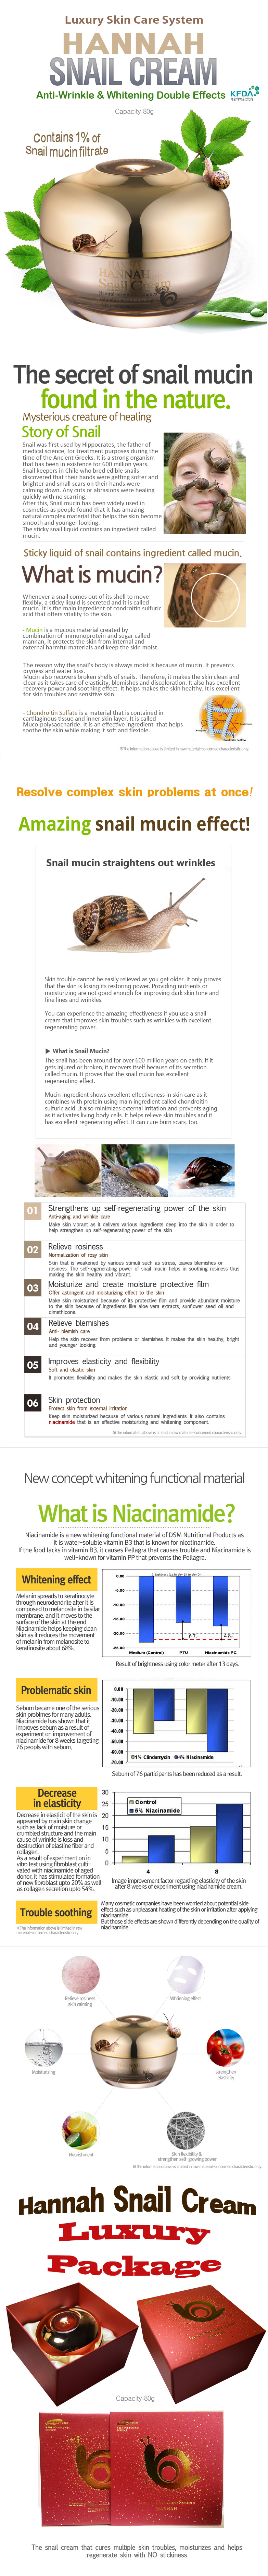 Luxury Skin Care System
HANNAH
SNAIL CREAM
Anti-Wrinkle & Whitening Double Effects
KFDA
Capacity:80g
Contains 1% of
Snail mucin filtrate
HANNAH
Snail Cream
The secret of snail mucin
found in the nature.
Mysterious creature of healing
Story of Snail
Snail was first used by Hippocrates, the father of
medical science, for treatment purposes during the
time of the Ancient Greeks. It is a strong organism
that has been in existence for 600 million years.
Snail keepers in Chile who bred edible snails
discovered that their hands were getting softer and
brighter and small scars on their hands were
calming down. Any cuts or abrasions were healing
quickly with no scarring.
After this, Snail mucin has been widely used in
cosmetics as people found that it has amazing
natural complex material that helps the skin become
smooth and younger looking.
The sticky snail liquid contains an ingredient called
mucin.
Sticky liquid of snail contains ingredient called mucin.
What is mucin?
Whenever a snail comes out of its shell to move
flexibly, a sticky liquid is produced and it is called
mucin. It is the main ingredient of condroitin sulfuric
acid that offers elasticity to the skin.
- Mucin is a mucous material created by
combination of immunoprotein and sugar called
mannan, it protects the skin from internal and
external harmful materials and keep the skin moist.
The reason why the snail's body is always moist is because of mucin. It prevents
dryness and water loss.
Mucin also recovers broken shells of snails. Therefore, it makes the skin clean and
clear as it takes care of elasticity, blemishes and discoloration. It also has excellent
recovery power and soothing effect. It helps makes the skin healthy. It is excellent
for skin troubles and sensitive skin.
- Chondroitin Sulfate is a material that is contained in
cartilaginous tissue and inner skin layer. it is called
Muco-polysaccharide. It is an effective ingredient that helps
soothe the skin while making it soft and flexible.
※The information above is limited in raw material-concerned characteristic only.
Resolve complex skin problems at once!
Amazing snail mucin effect!
Snail mucin straightens out wrinkles
Skin trouble cannot be easily relieved as you get older. It only proves
that the skin is losing its restoring power. Providing nutrients or
moisturizing are not good enough for improving dark skin tone and
fine lines and wrinkles.
You can experience the amazing effectiveness if you use a snail
cream that improves skin troubles such as wrinkles with excellent
regenerating power.
▶ What is Snail Mucin?
The snail has been around for over 600 million years on earth. If it
gets injured or broken, it recovers itself because of its secretion
called mucin. It proves that the snail mucin has excellent
regenerating effect.
Mucin ingredient shows excellent effectiveness in skin care as it
combines with protein using main ingredient called chondroitin
sulfuric acid. It also minimizes external irritation and prevents aging
as it activates living body cells. It helps relieve skin troubles and it
has excellent regenerating effect. It can cure burn scars, too.
01 Strengthens up self-regenerating power of the skin
Anti-aging and wrinkle care
Make skin vibrant as it delivers various ingredients deep into the skin in order to
help strengthen up self-regenerating power of the skin
02 Relieve rosiness
Normalization of rosy skin
Skin that is weakened by various stimuli such as stress, leaves blemishes or
rosiness. The self-regenerating power of snail mucin helps in soothing rosiness thus
making the skin healthy and vibrant.
03 Moisturize and create moisture protective film
Offer astringent and moisturizing effect to the skin
Make skin moisturized because of its protective film and provide abundant moisture
to the skin because of ingredients like aloe vera extracts, sunflower seed oil and
dimethicone.
04 Relieve blemishes
Anti- blemish care
Help the skin recover from problems or blemishes. It makes the skin healthy, bright
and younger looking
05 Improves elasticity and flexibility
Soft and elastic skin
It promotes flexibility and makes the skin elastic and soft by providing nutrients.
06 Skin protection
Protect skin from external irritation
Keep skin moisturized because of various natural ingredients. It also contains
niacinamide that is an effective moisturizing and whitening component.
※The information above is limited in raw material-concerned characteristic only.
New concept whitening functional material
What is Niacinamide?
Niacinamide is a new whitening functional material of DSM Nutritional Products as
it is water-soluble vitamin B3 that is known for nicotinamide.
If the food lacks in vitamin B3, it causes Pellagra that causes trouble and Niacinamide is
well-known for vitamin PP that prevents the Pellagra.
Whitening effect
Melanin spreads to keratinocyte
through neurodendrite after it is
composed to melanosite in basilar
membrane, and it moves to the
surface of the skin at the end.
Niacinamide helps keeping clean
skin as it reduces the movement
of melanin from melanosite to
keratinosite about 68%.
0.00
-5.00
-10.00
-15.00
-20.00
-25.00
6.7
4.8
Medium (Control) PTU Niacinamide PC
Result of brightness using color meter after 13 days.
Problematic skin
Sebum became one of the serious
skin problems for many adults.
Niacinamide has shown that it
improves sebum as a result of
experiment on improvement of
niacinamide for 8 weeks targeting
76 people with sebum.
0.00
-10.00
-20.00
-30.00
-40.00
-50.00
-60.00
-70.00
1% Clindamycin 4% Niacinamide
Sebum of 76 participants has been reduced as a result.
Decrease
in elasticity
Decrease in elasticit of the skin is
appeared by main skin change
such as lack of moisture or
crumbled structure and the main
cause of wrinkle is loss and
destruction of elastine fiber and
collagen.
As a result of experiment on in
vitro test using fibroblast culti-
vated with niacinamide of aged
donor, it has stimulated formation
of new fibroblast upto 20% as well
as collagen secretion upto 54%.
30
25
20
15
10
5
0
Control
5% Niacinamide
4 8
Image improvement factor regarding elasticity of the skin
after 8 weeks of experiment using niacinamide cream.
Trouble soothing
※The information above is limited in raw
material-concerned characteristic only.
Many cosmetic companies have been worried about potential side
effect such as unpleasant heating of the skin or irritation after applying
niacinamide.
But those side effects are shown differently depending on the quality of
niacinamide.
Relieve rosiness
skin calming
Whitening effect
Moisturizing
strengthen
elasticity
Nourishment
Skin flexibility &
strengthen self-growing power
※The information above is limited in raw material-concerned characteristic only.
Hannah Snail Cream
Luxury
Package
Capacity:80g
Luxury Skin Care System
HANNAH
The snail cream that cures multiple skin troubles, moisturizes and helps
regenerate skin with NO stickiness